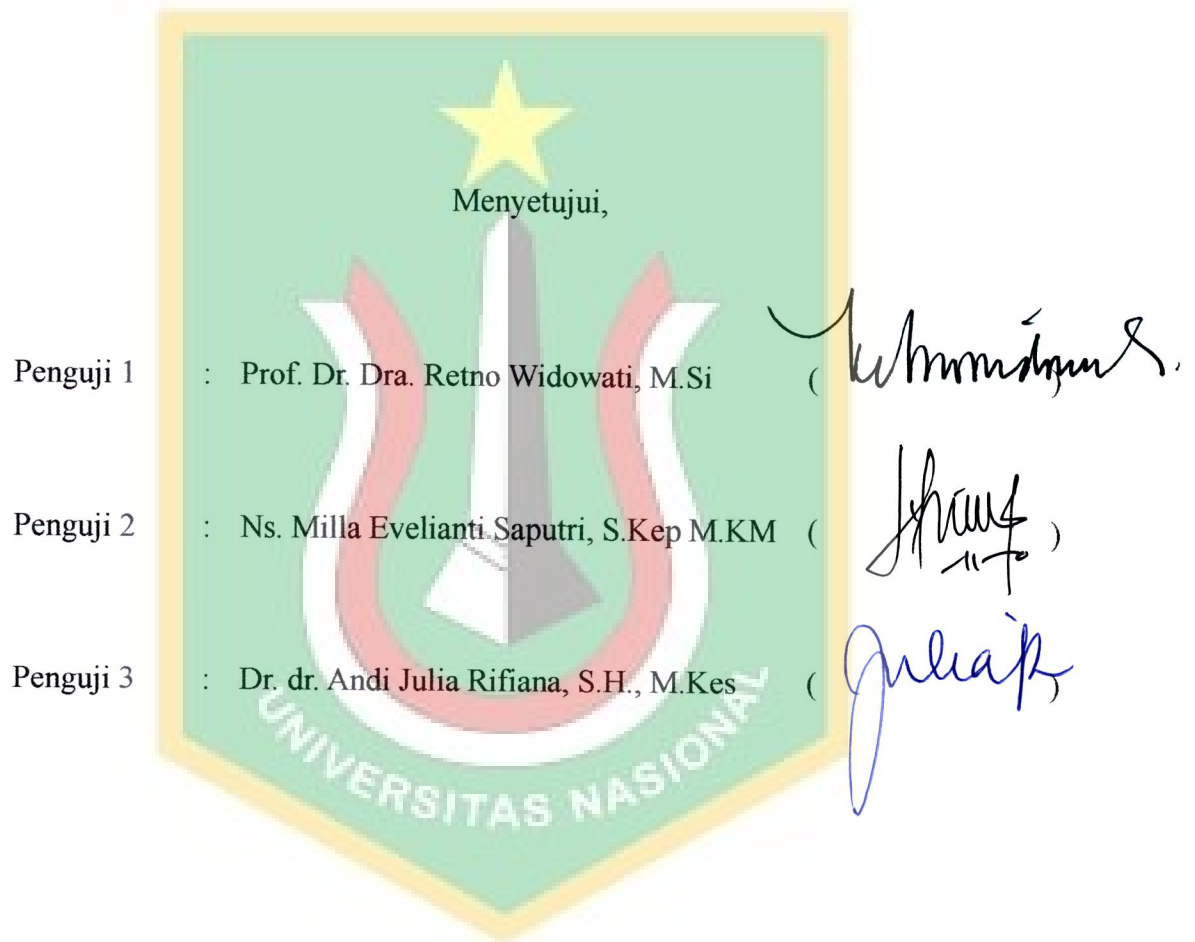 Menyetujui,
Penguji 1 : Prof. Dr. Dra. Retno Widowati, M.Si ( )
Penguji 2 : Ns. Milla Evelianti Saputri, S.Kep M.KM ( )
Penguji 3 : Dr. dr. Andi Julia Rifiana, S.H., M.Kes ( )
UNIVERSITAS NASIONAL